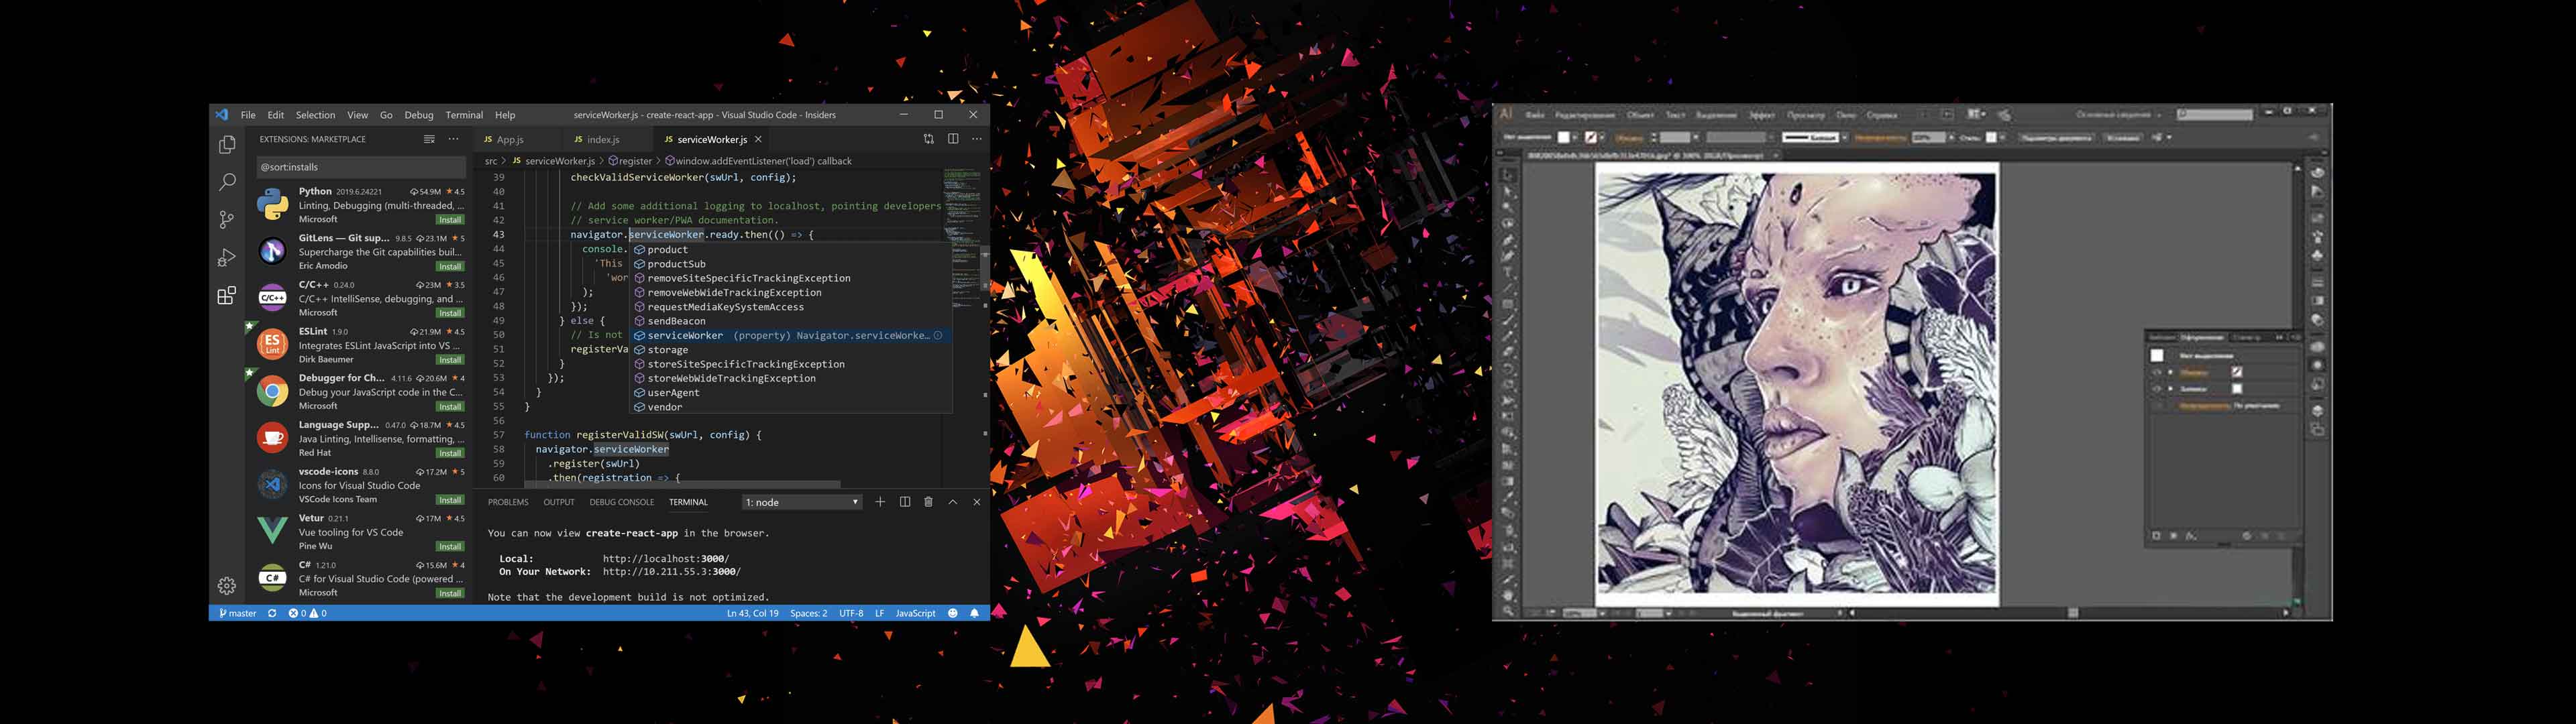 File Edit Selection View Go Debug Terminal Help
serviceWorker.js - create-react-app - Visual Studio Code - Insiders
EXTENSIONS: MARKETPLACE
@sort:installs
Python 2019.6.24221 54.9M 4.5
Linting, Debugging (multi-threaded, ...
Microsoft Install
GitLens — Git sup... 9.8.5 23.1M 5
Supercharge the Git capabilities buil...
Eric Amodio Install
C/C++ 0.24.0 23M 3.5
C/C++ IntelliSense, debugging, and ...
Microsoft Install
ESLint 1.9.0 21.9M 4.5
Integrates ESLint JavaScript into VS ...
Dirk Baeumer Install
Debugger for Ch... 4.11.6 20.6M 4
Debug your JavaScript code in the C...
Microsoft Install
Language Supp... 0.47.0 18.7M 4.5
Java Linting, Intellisense, formatting, ...
Red Hat Install
vscode-icons 8.8.0 17.2M 5
Icons for Visual Studio Code
VSCode Icons Team Install
Vetur 0.21.1 17M 4.5
Vue tooling for VS Code
Pine Wu Install
C# 1.21.0 15.6M 4
C# for Visual Studio Code (powered ...
Microsoft Install
C/C++
ES
Lint
C#
JS App.js JS index.js JS serviceWorker.js
src > JS serviceWorker.js > register > window.addEventListener('load') callback
39 checkValidServiceWorker(swUrl, config);
40
41 // Add some additional logging to localhost, pointing developers
42 // service worker/PWA documentation.
43 navigator.serviceWorker.ready.then(() => {
44 console.
45 'This
46 'wor
47 );
48 });
49 } else {
50 // Is not
51 registerVa
52 }
53 });
54 }
55 }
56
57 function registerValidSW(swUrl, config) {
58 navigator.serviceWorker
59 .register(swUrl)
60 .then(registration => {
product
productSub
removeSiteSpecificTrackingException
removeWebWideTrackingException
requestMediaKeySystemAccess
sendBeacon
serviceWorker (property) Navigator.serviceWorke...
storage
storeSiteSpecificTrackingException
storeWebWideTrackingException
userAgent
vendor
PROBLEMS OUTPUT DEBUG CONSOLE TERMINAL 1: node
You can now view create-react-app in the browser.
Local: http://localhost:3000/
On Your Network: http://10.211.55.3:3000/
Note that the development build is not optimized.
master 0 0 Ln 43, Col 19 Spaces: 2 UTF-8 LF JavaScript
Ai Файл Редактирование Объект Текст Выделение Эффект Просмотр Окно Справка